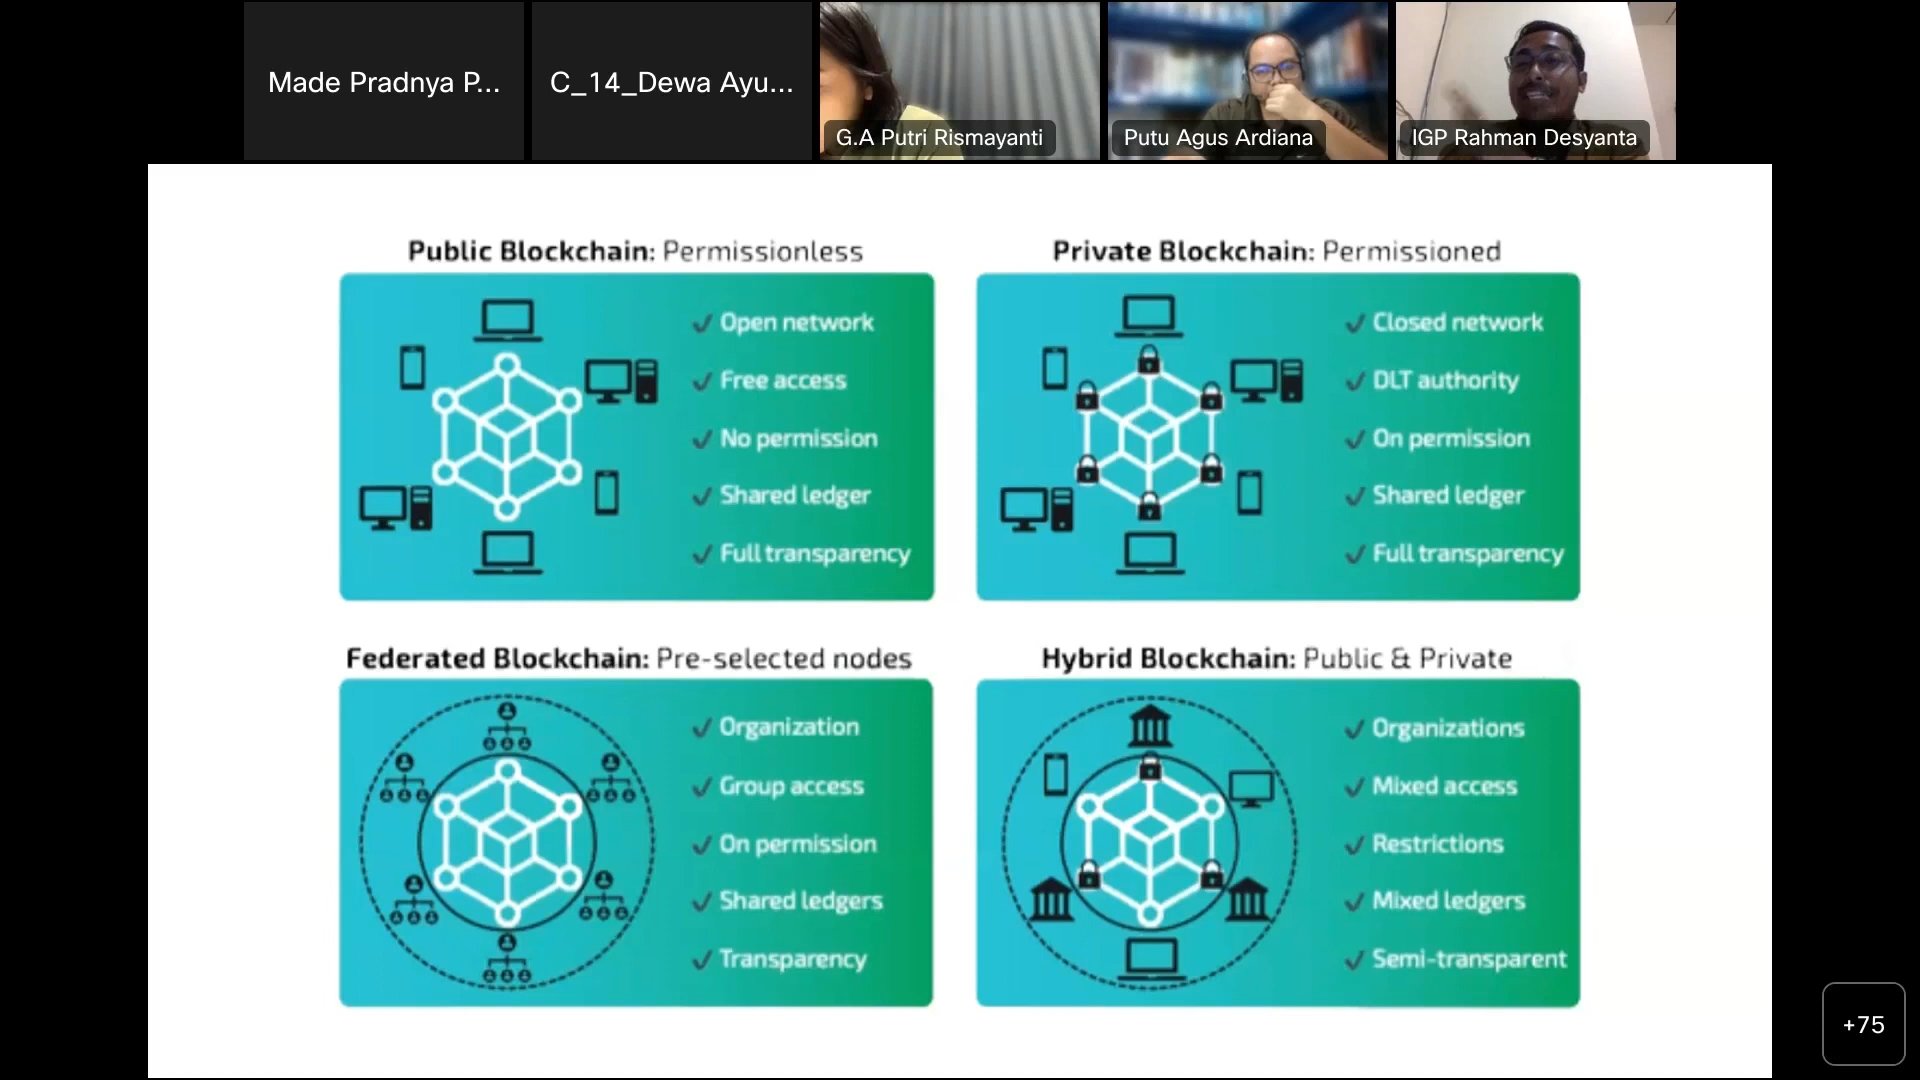 Made Pradnya P...
C_14_Dewa Ayu...
G.A Putri Rismayanti
Putu Agus Ardiana
IGP Rahman Desyanta
Public Blockchain: Permissionless
Open network
Free access
No permission
Shared ledger
Full transparency
Private Blockchain: Permissioned
Closed network
DLT authority
On permission
Shared ledger
Full transparency
Federated Blockchain: Pre-selected nodes
Organization
Group access
On permission
Shared ledgers
Transparency
Hybrid Blockchain: Public & Private
Organizations
Mixed access
Restrictions
Mixed ledgers
Semi-transparent
+75